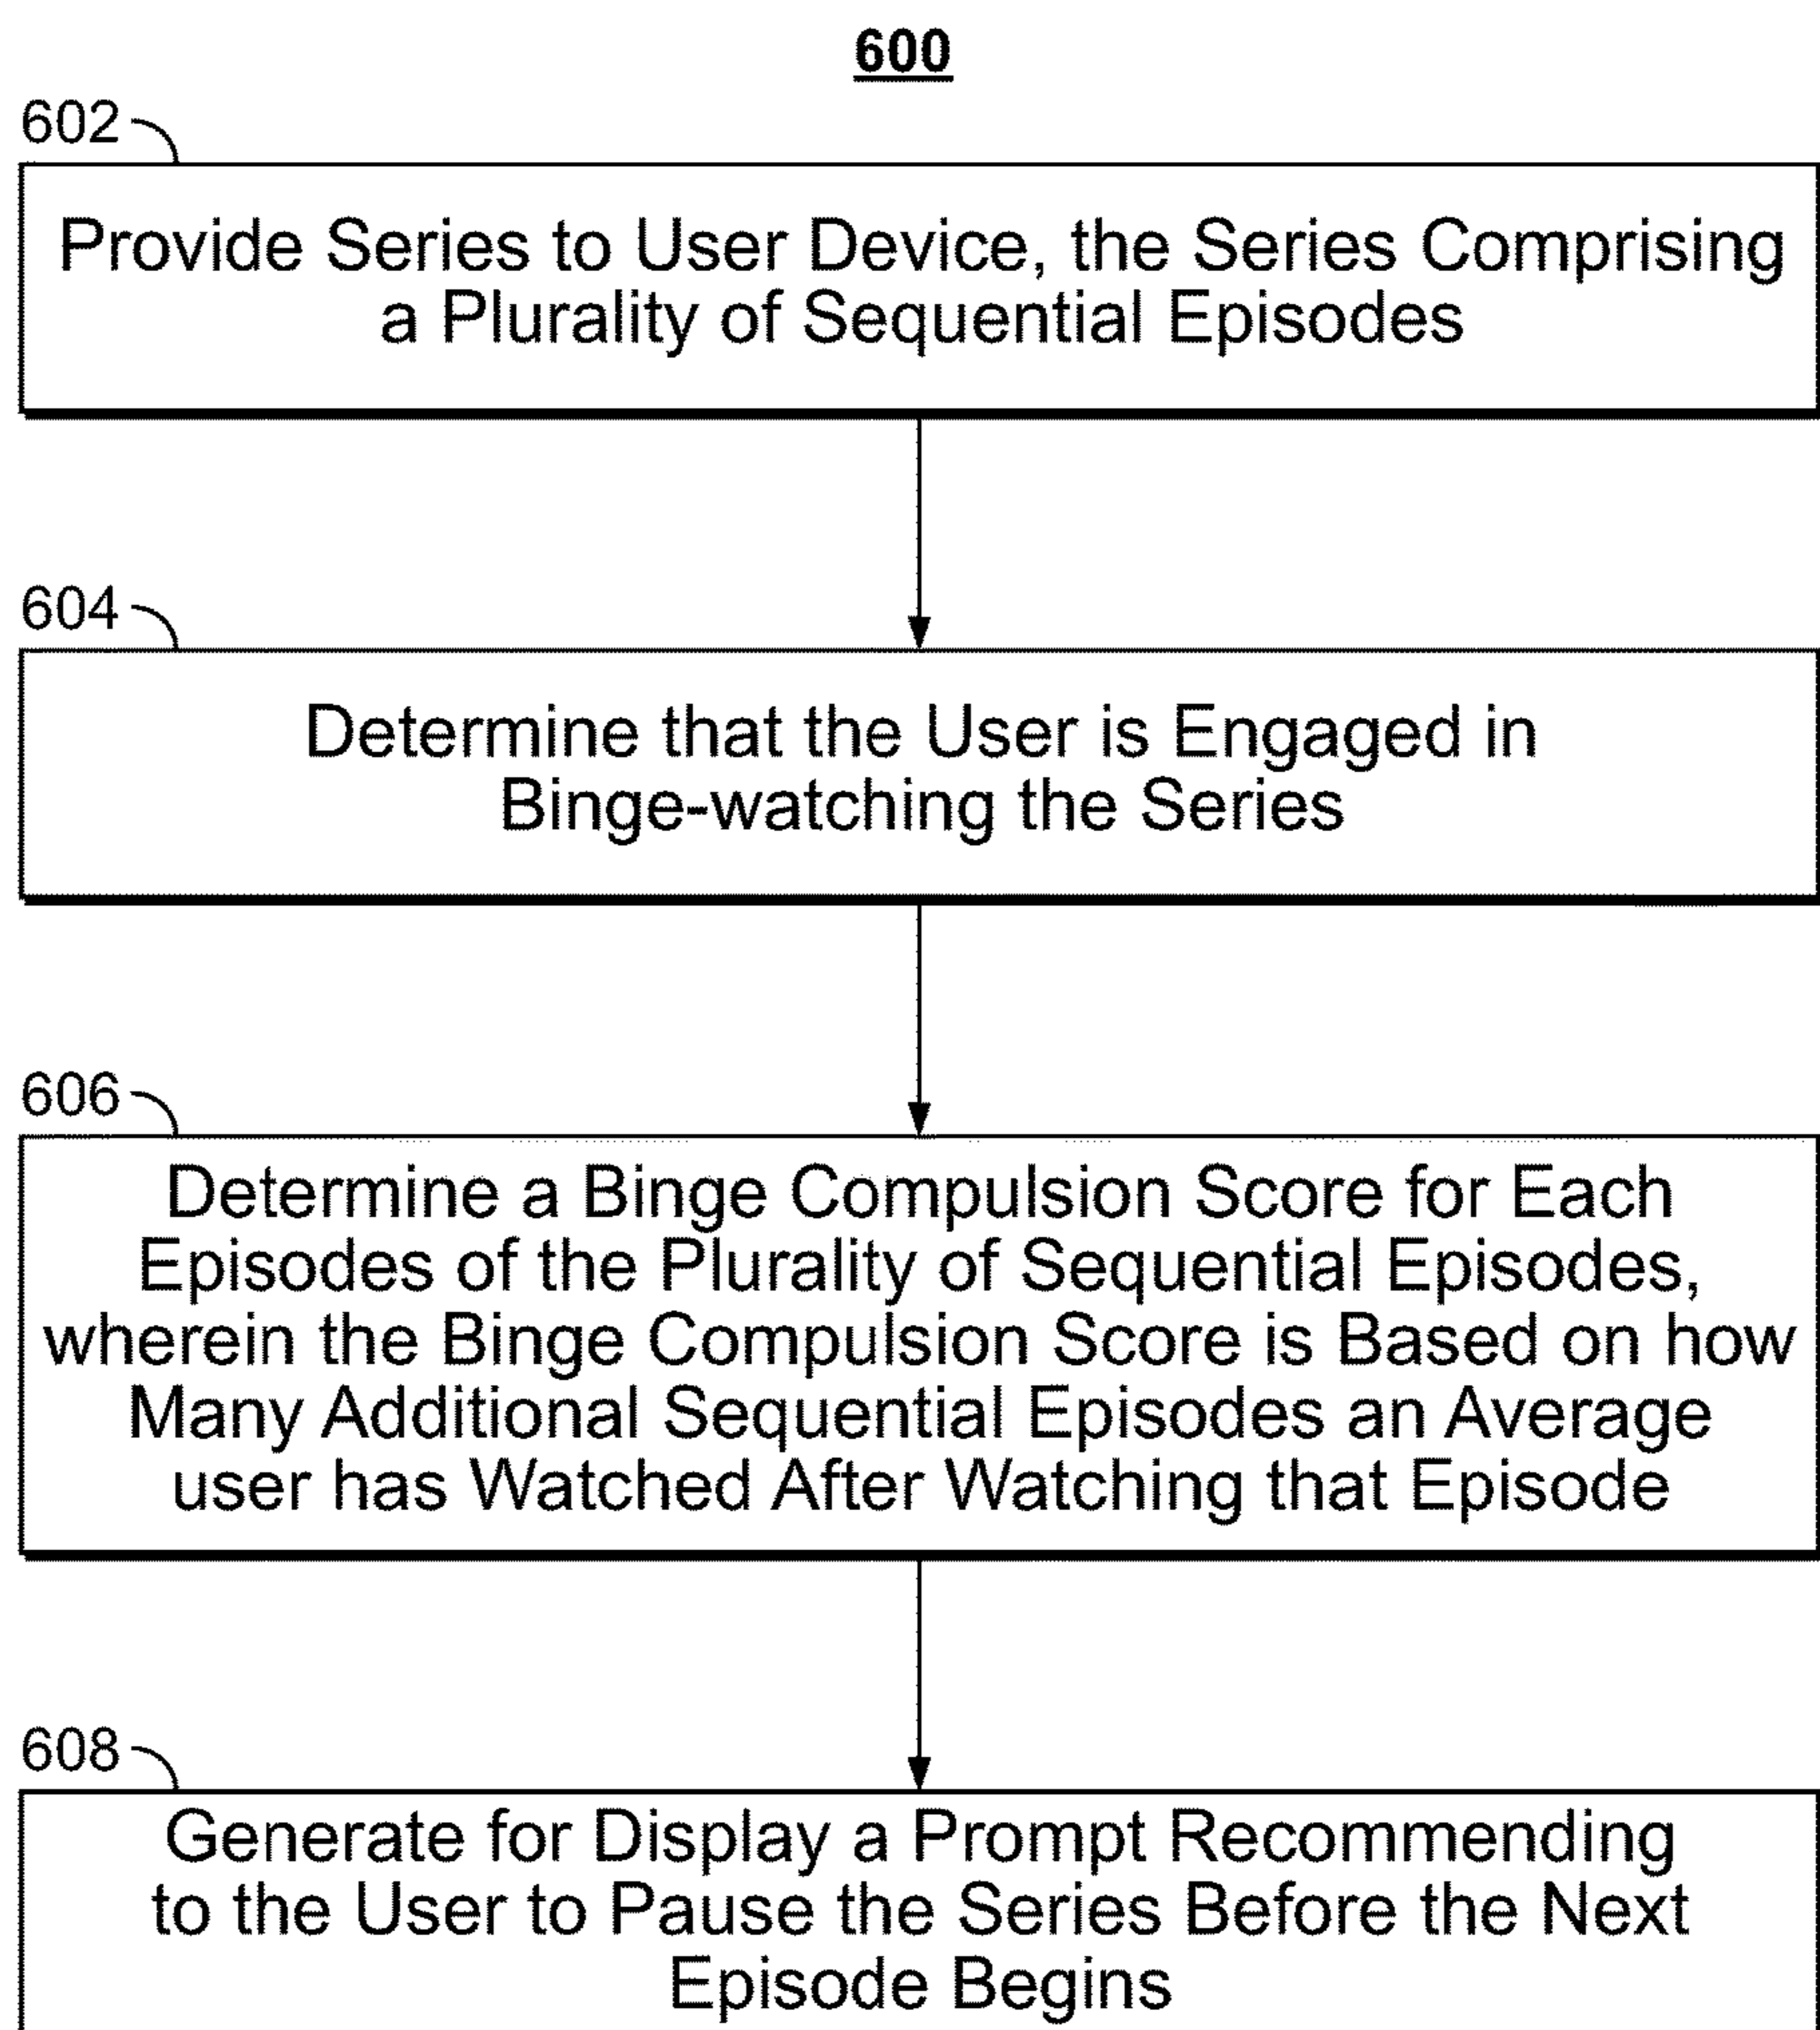 600
602
Provide Series to User Device, the Series Comprising
a Plurality of Sequential Episodes
604
Determine that the User is Engaged in
Binge-watching the Series
606
Determine a Binge Compulsion Score for Each
Episodes of the Plurality of Sequential Episodes,
wherein the Binge Compulsion Score is Based on how
Many Additional Sequential Episodes an Average
user has Watched After Watching that Episode
608
Generate for Display a Prompt Recommending
to the User to Pause the Series Before the Next
Episode Begins